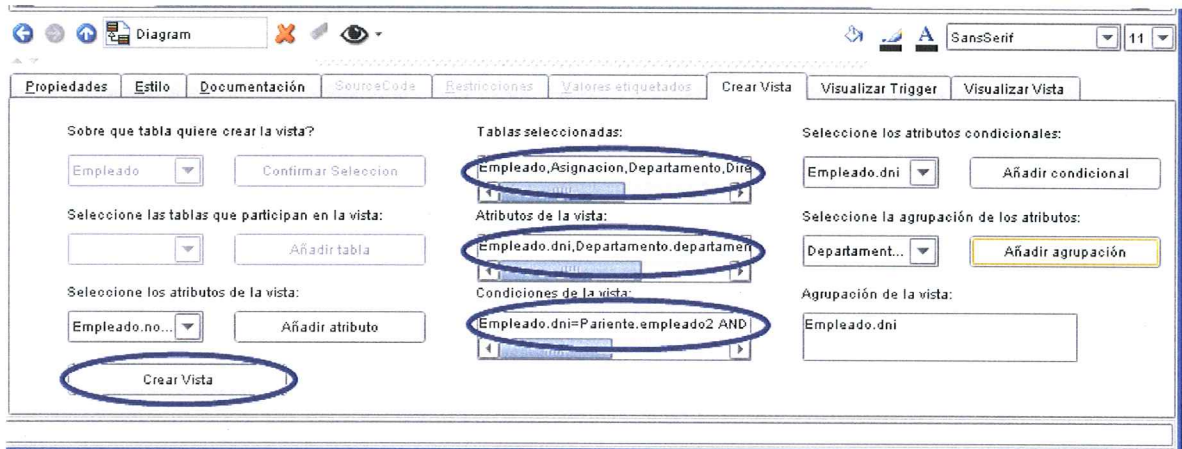 Diagram
SansSerif
11
Propiedades
Estilo
Documentación
SourceCode
Restricciones
Valores etiquetados
Crear Vista
Visualizar Trigger
Visualizar Vista
Sobre que tabla quiere crear la vista?
Empleado
Confirmar Seleccion
Seleccione las tablas que participan en la vista:
Añadir tabla
Seleccione los atributos de la vista:
Empleado.no...
Añadir atributo
Crear Vista
Tablas seleccionadas:
Empleado,Asignacion,Departamento,Dire
Atributos de la vista:
Empleado.dni,Departamento.departamen
Condiciones de la vista:
Empleado.dni=Pariente.empleado2 AND
Seleccione los atributos condicionales:
Empleado.dni
Añadir condicional
Seleccione la agrupación de los atributos:
Departament...
Añadir agrupación
Agrupación de la vista:
Empleado.dni